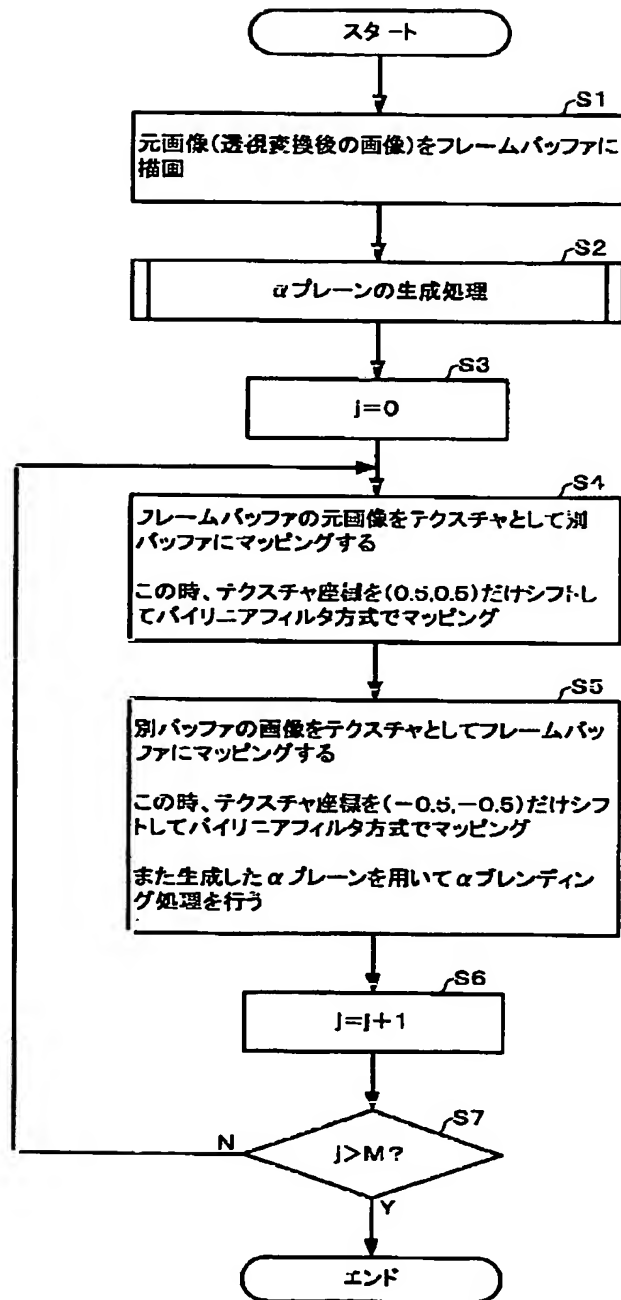 スタート
S1
元画像(透視変換後の画像)をフレームバッファに
描画
S2
αプレーンの生成処理
S3
j=0
S4
フレームバッファの元画像をテクスチャとして別
バッファにマッピングする
この時、テクスチャ座標を(0.5,0.5)だけシフトし
てバイリニアフィルタ方式でマッピング
S5
別バッファの画像をテクスチャとしてフレームバッ
ファにマッピングする
この時、テクスチャ座標を(-0.5,-0.5)だけシフ
トしてバイリニアフィルタ方式でマッピング
また生成したαプレーンを用いてαブレンディン
グ処理を行う
S6
j=j+1
S7
j>M?
N
Y
エンド